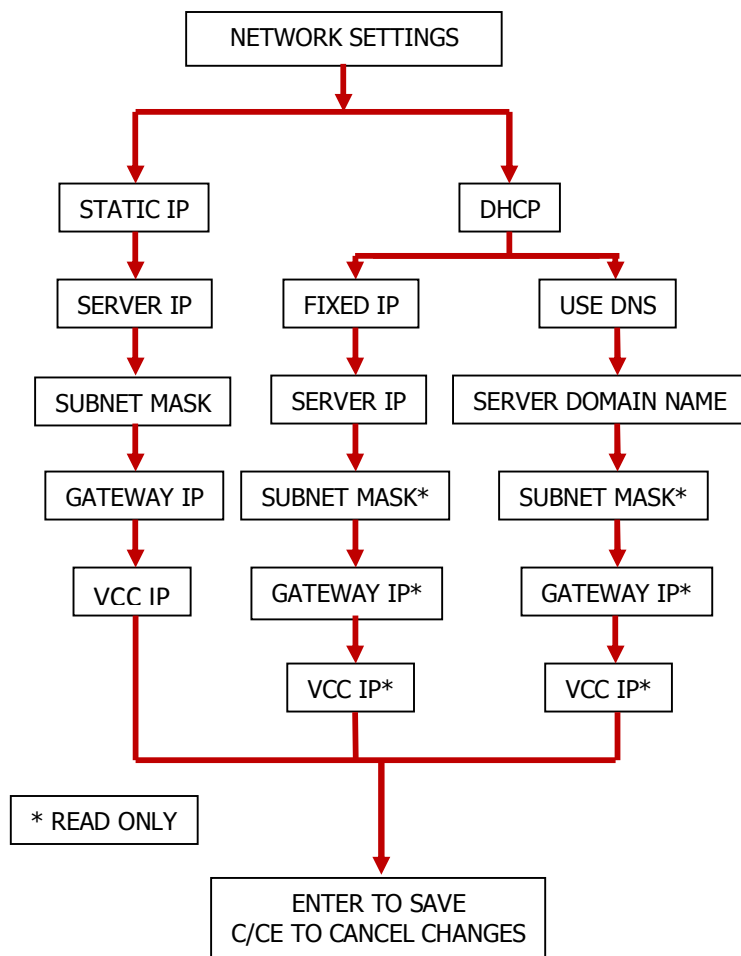 NETWORK SETTINGS
STATIC IP
DHCP
SERVER IP
FIXED IP
USE DNS
SUBNET MASK
SERVER IP
SERVER DOMAIN NAME
GATEWAY IP
SUBNET MASK*
SUBNET MASK*
VCC IP
GATEWAY IP*
GATEWAY IP*
VCC IP*
VCC IP*
* READ ONLY
ENTER TO SAVE
C/CE TO CANCEL CHANGES